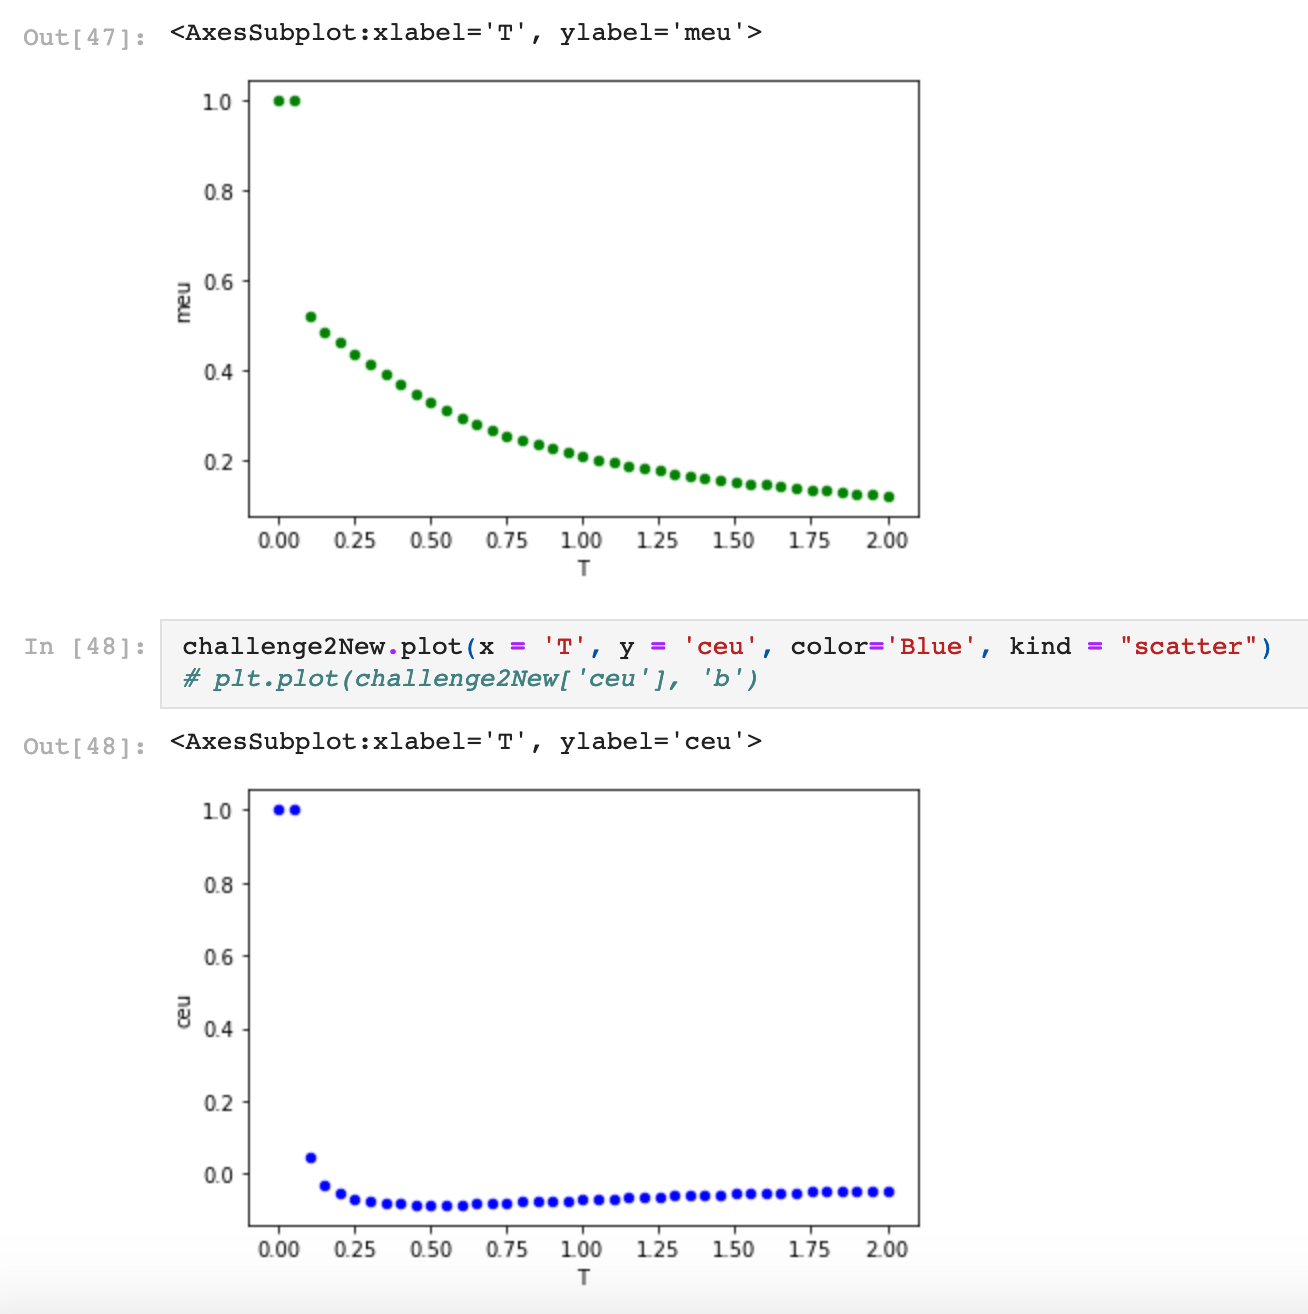 Out[47]: <AxesSubplot:xlabel='T', ylabel='meu'>
1.0
0.8
0.6
0.4
0.2
meu
0.00 0.25 0.50 0.75 1.00 1.25 1.50 1.75 2.00
T
In [48]: challenge2New.plot(x = 'T', y = 'ceu', color='Blue', kind = "scatter")
# plt.plot(challenge2New['ceu'], 'b')
Out[48]: <AxesSubplot:xlabel='T', ylabel='ceu'>
1.0
0.8
0.6
0.4
0.2
0.0
ceu
0.00 0.25 0.50 0.75 1.00 1.25 1.50 1.75 2.00
T